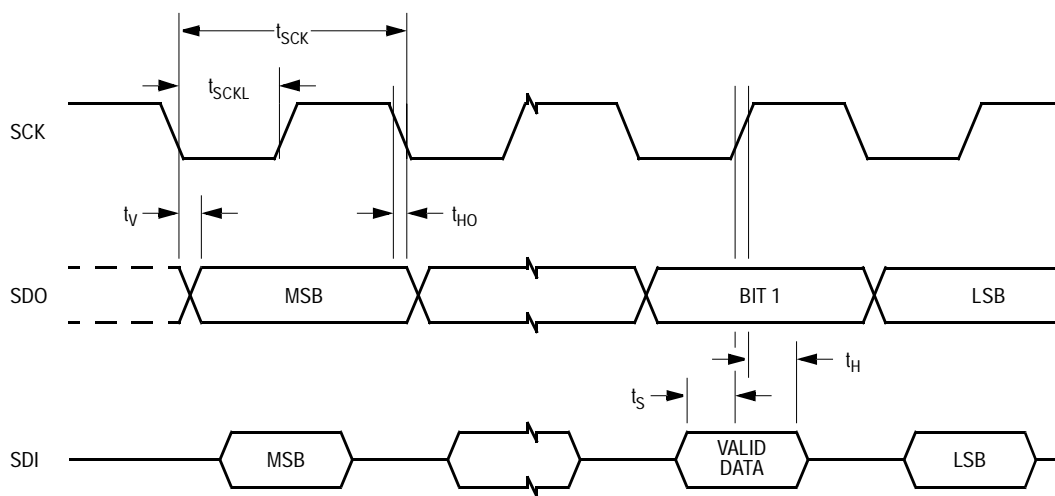 tSCK
tSCKL
SCK
tV
tHO
SDO
MSB
BIT 1
LSB
tH
tS
SDI
MSB
VALID
DATA
LSB